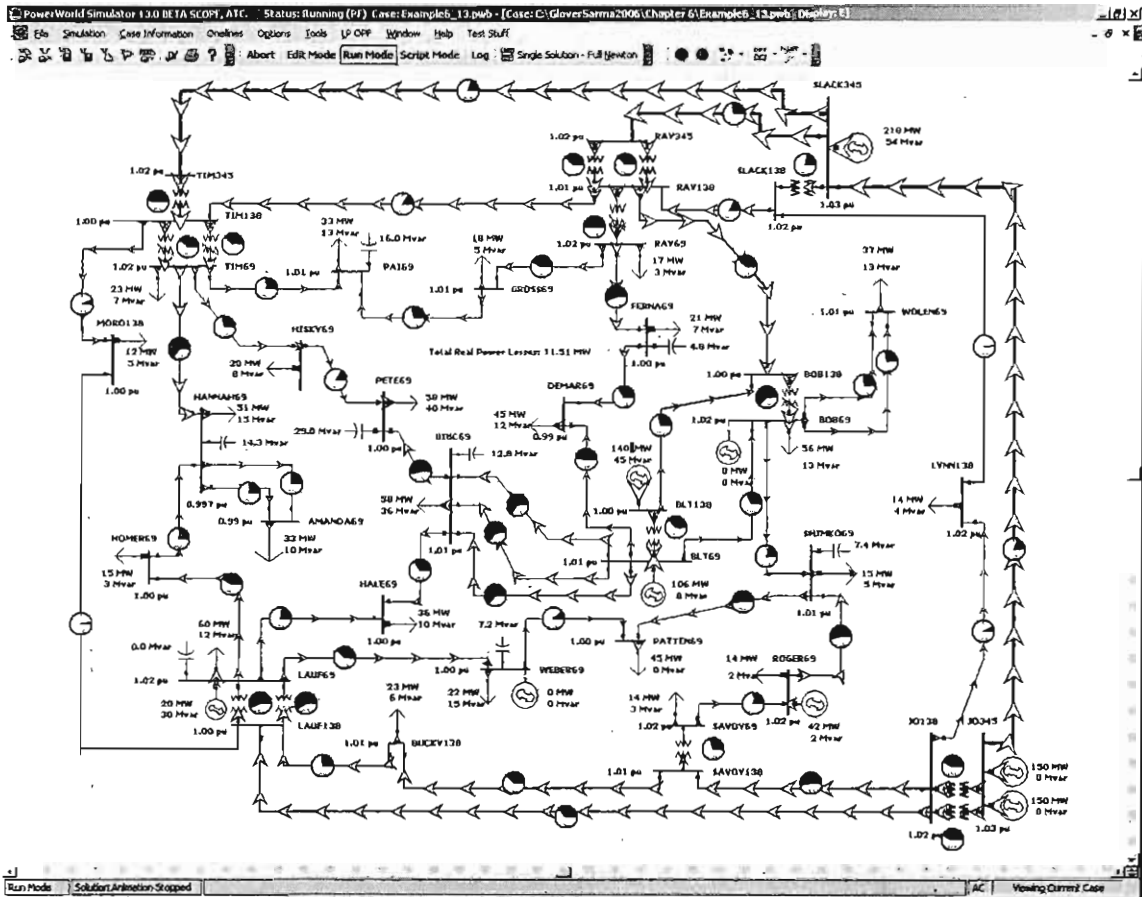 PowerWorld Simulator 13.0 BETA SCOPF, ATC. Status: Running (PF) Case: Example6_13.pwb - [Case: C:\GloverSarma2006\Chapter 6\Example6_13.pwb
File Simulation Case Information Onelines Options Tools LP OPF Window Help Test Stuff
Abort Edit Mode Run Mode Script Mode Log Single Solution - Full Newton
SLACK345
1.02 pu RAY345
210 MW
54 Mvar
1.02 pu TIM345
SLACK138
1.01 pu RAY138
1.03 pu
1.00 pu TIM138
33 MW
13 Mvar
16.0 Mvar
18 MW
5 Mvar
1.02 pu RAY69
1.02 pu
37 MW
13 Mvar
1.02 pu TIM69
1.01 pu PAI69
17 MW
3 Mvar
23 MW
7 Mvar
1.01 pu GROSS69
FERNA69
1.01 pu WOLEN69
MORO138
21 MW
7 Mvar
12 MW
5 Mvar
HISKY69
Total Real Power Losses: 11.51 MW
4.8 Mvar
1.00 pu
20 MW
8 Mvar
PETE69
DEMAR69
1.00 pu BOB138
1.00 pu
HANNAH69
51 MW
15 Mvar
58 MW
40 Mvar
45 MW
12 Mvar
0.99 pu
1.02 pu BOB69
29.0 Mvar
14.3 Mvar
1.00 pu
HISC69
12.8 Mvar
140 MW
45 Mvar
0 MW
0 Mvar
56 MW
13 Mvar
LYNN138
0.997 pu
58 MW
36 Mvar
1.00 pu BLT138
14 MW
4 Mvar
0.99 pu AMANDA69
HOMER69
33 MW
10 Mvar
SHIMKO69
7.4 Mvar
1.02 pu
1.01 pu
1.01 pu BLT69
15 MW
3 Mvar
1.00 pu
HALE69
106 MW
8 Mvar
15 MW
5 Mvar
1.01 pu
60 MW
12 Mvar
36 MW
10 Mvar
1.00 pu
7.2 Mvar
1.00 pu PATTEN69
0.0 Mvar
1.02 pu LAUF69
1.00 pu WEBER69
45 MW
0 Mvar
14 MW
2 Mvar
ROGER69
20 MW
30 Mvar
23 MW
6 Mvar
22 MW
15 Mvar
0 MW
0 Mvar
14 MW
3 Mvar
1.02 pu
42 MW
2 Mvar
1.00 pu LAUF138
1.02 pu SAVOY69
JO138 JO345
1.01 pu BUCKY138
1.01 pu SAVOY138
150 MW
0 Mvar
150 MW
0 Mvar
1.02 pu 1.03 pu
Run Mode Solution Animation Stopped AC Viewing Current Case